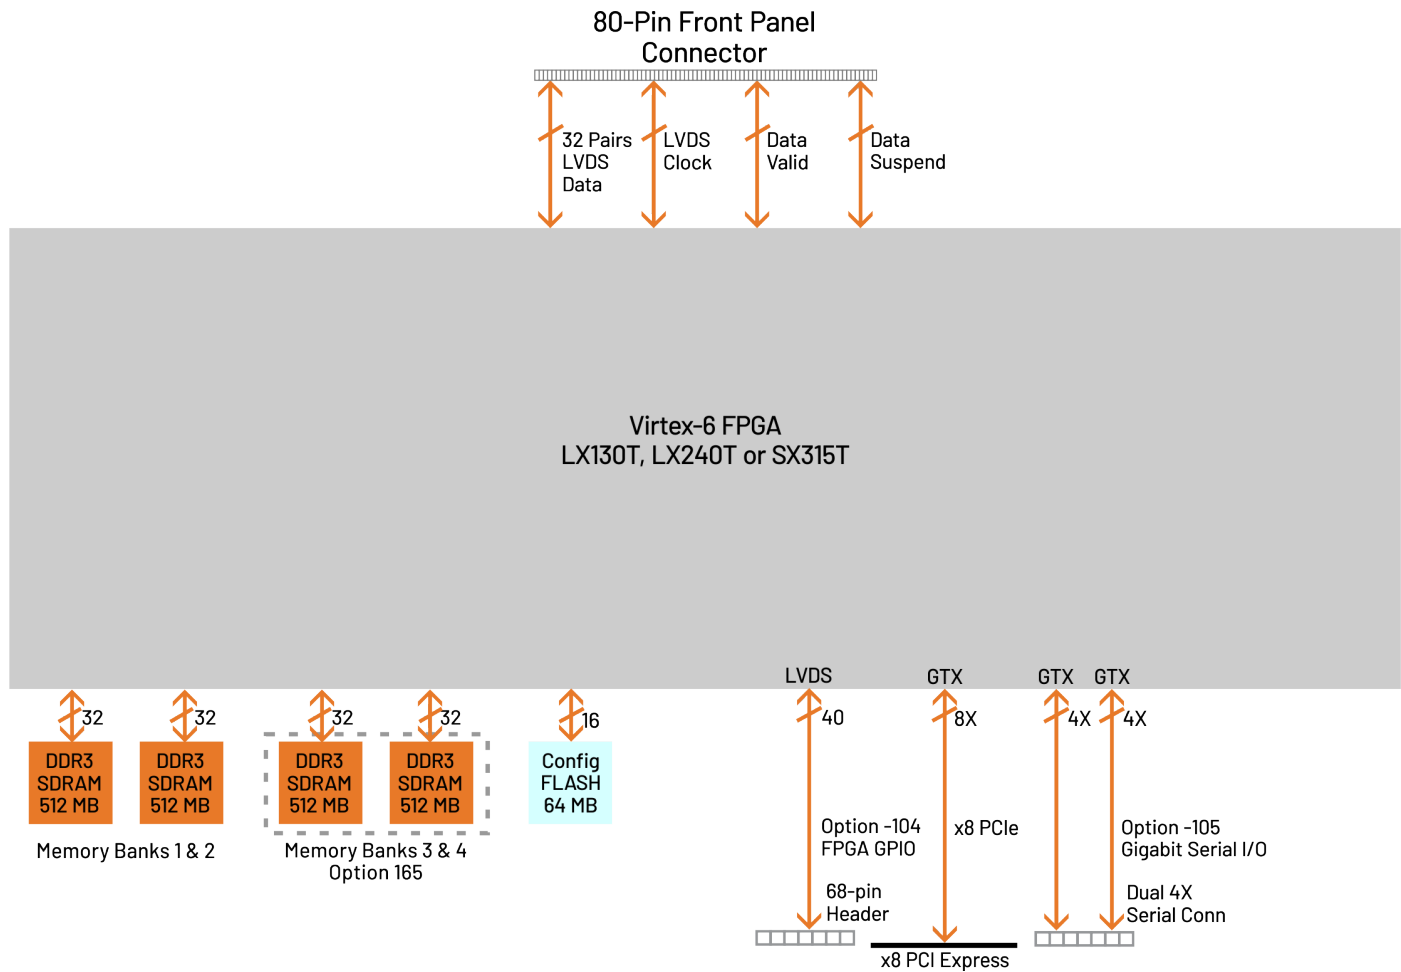 80-Pin Front Panel
Connector
32 Pairs
LVDS
Data
LVDS
Clock
Data
Valid
Data
Suspend
Virtex-6 FPGA
LX130T, LX240T or SX315T
LVDS
GTX
GTX
GTX
32
32
32
32
16
40
8X
4X
4X
DDR3
SDRAM
512 MB
DDR3
SDRAM
512 MB
DDR3
SDRAM
512 MB
DDR3
SDRAM
512 MB
Config
FLASH
64 MB
Memory Banks 1 & 2
Memory Banks 3 & 4
Option 165
Option -104
FPGA GPIO
x8 PCIe
Option -105
Gigabit Serial I/O
68-pin
Header
Dual 4X
Serial Conn
x8 PCI Express